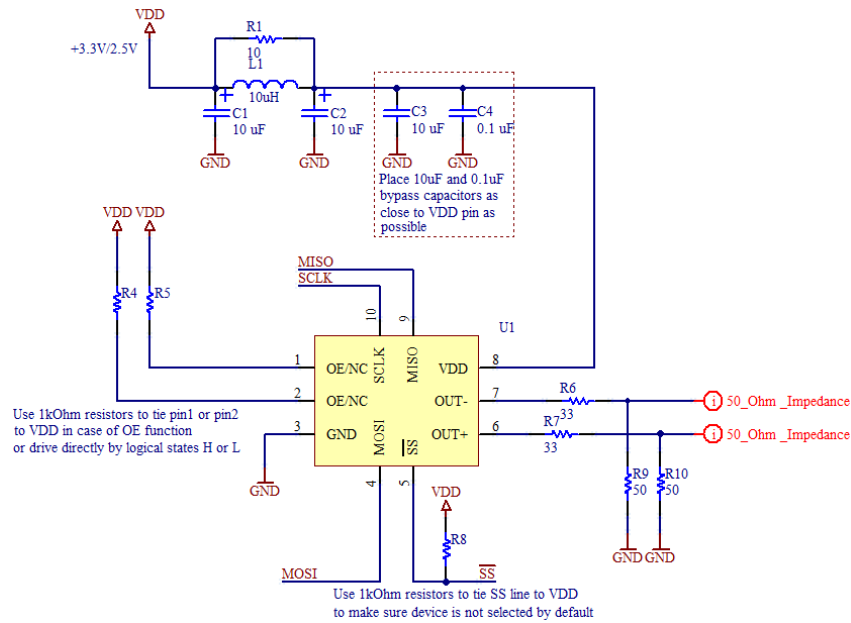 VDD
+3.3V/2.5V
R1
10
L1
10uH
C1
10 uF
GND
C2
10 uF
GND
C3
10 uF
GND
C4
0.1 uF
GND
Place 10uF and 0.1uF
bypass capacitors as
close to VDD pin as
possible
VDD
VDD
R4
R5
MISO
SCLK
10
9
U1
1
OE/NC
SCLK
MISO
VDD
8
2
OE/NC
OUT-
7
3
GND
MOSI
SS
OUT+
6
4
5
R6
33
R7
33
50_Ohm _Impedance
50_Ohm _Impedance
R9
50
R10
50
GND
GND
Use 1kOhm resistors to tie pin1 or pin2
to VDD in case of OE function
or drive directly by logical states H or L
GND
VDD
R8
MOSI
SS
Use 1kOhm resistors to tie SS line to VDD
to make sure device is not selected by default